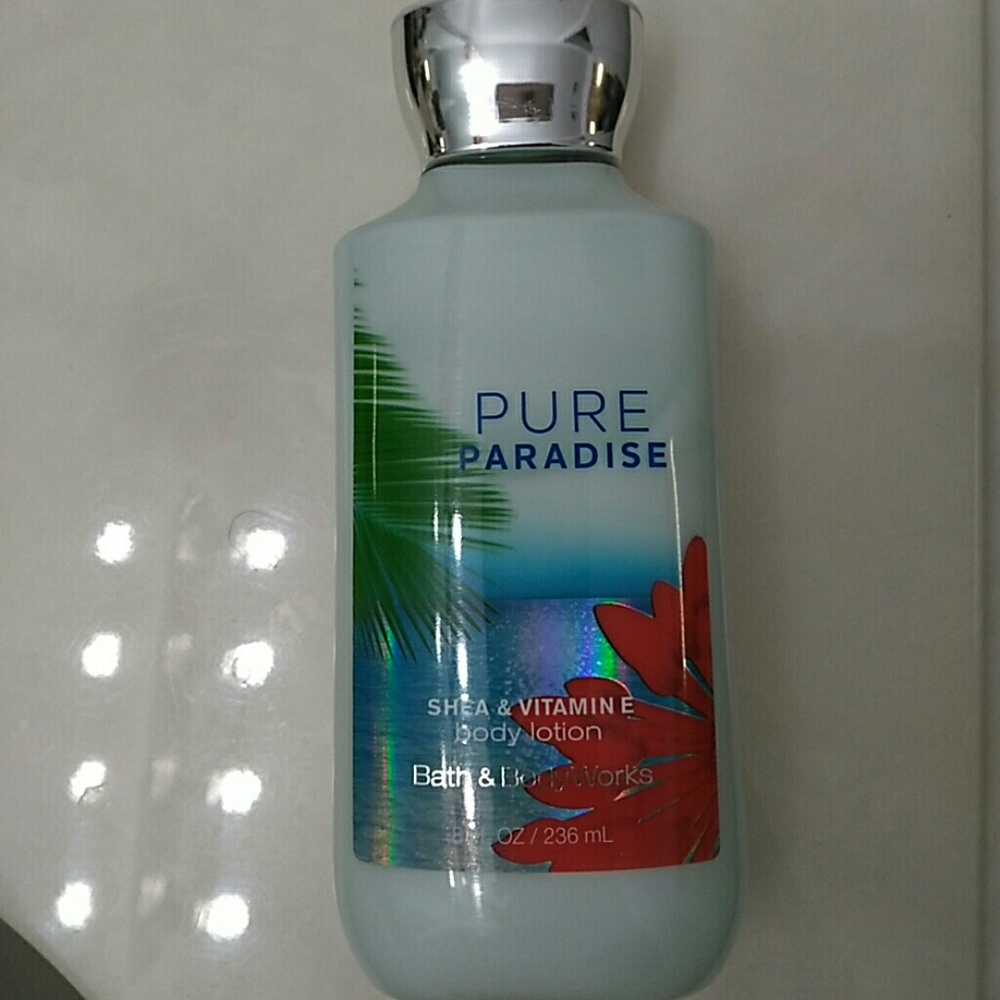 PURE
PARADISE
SHEA & VITAMIN E
body lotion
Bath & Body Works
OZ / 236 mL